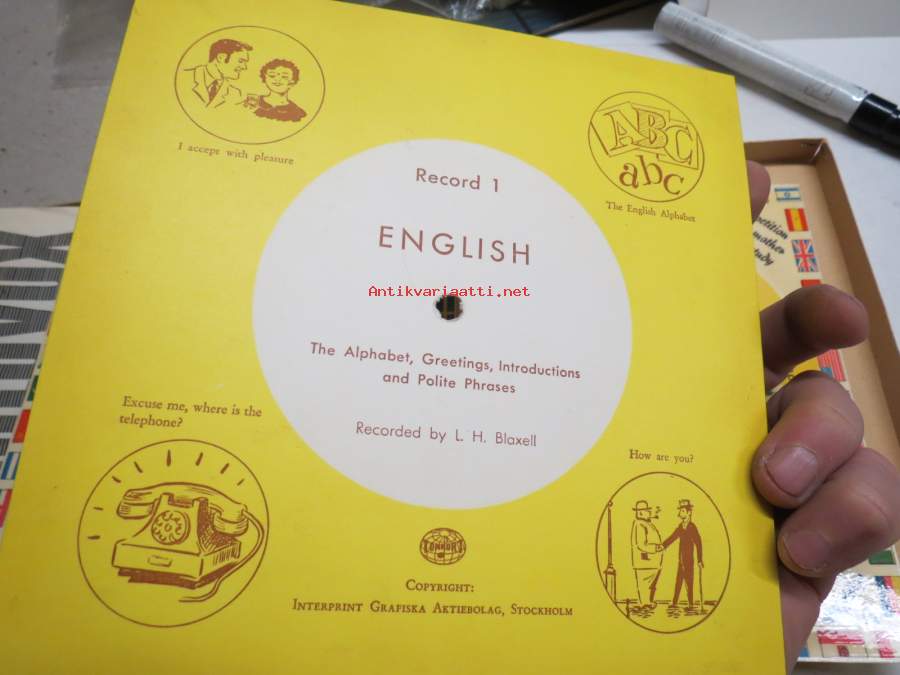 I accept with pleasure
ABC
abc
The English Alphabet
Record 1
ENGLISH
Antikvariaatti.net
The Alphabet, Greetings, Introductions
and Polite Phrases
Recorded by L. H. Blaxell
Excuse me, where is the
telephone?
How are you?
COPYRIGHT:
INTERPRINT GRAFISKA AKTIEBOLAG, STOCKHOLM